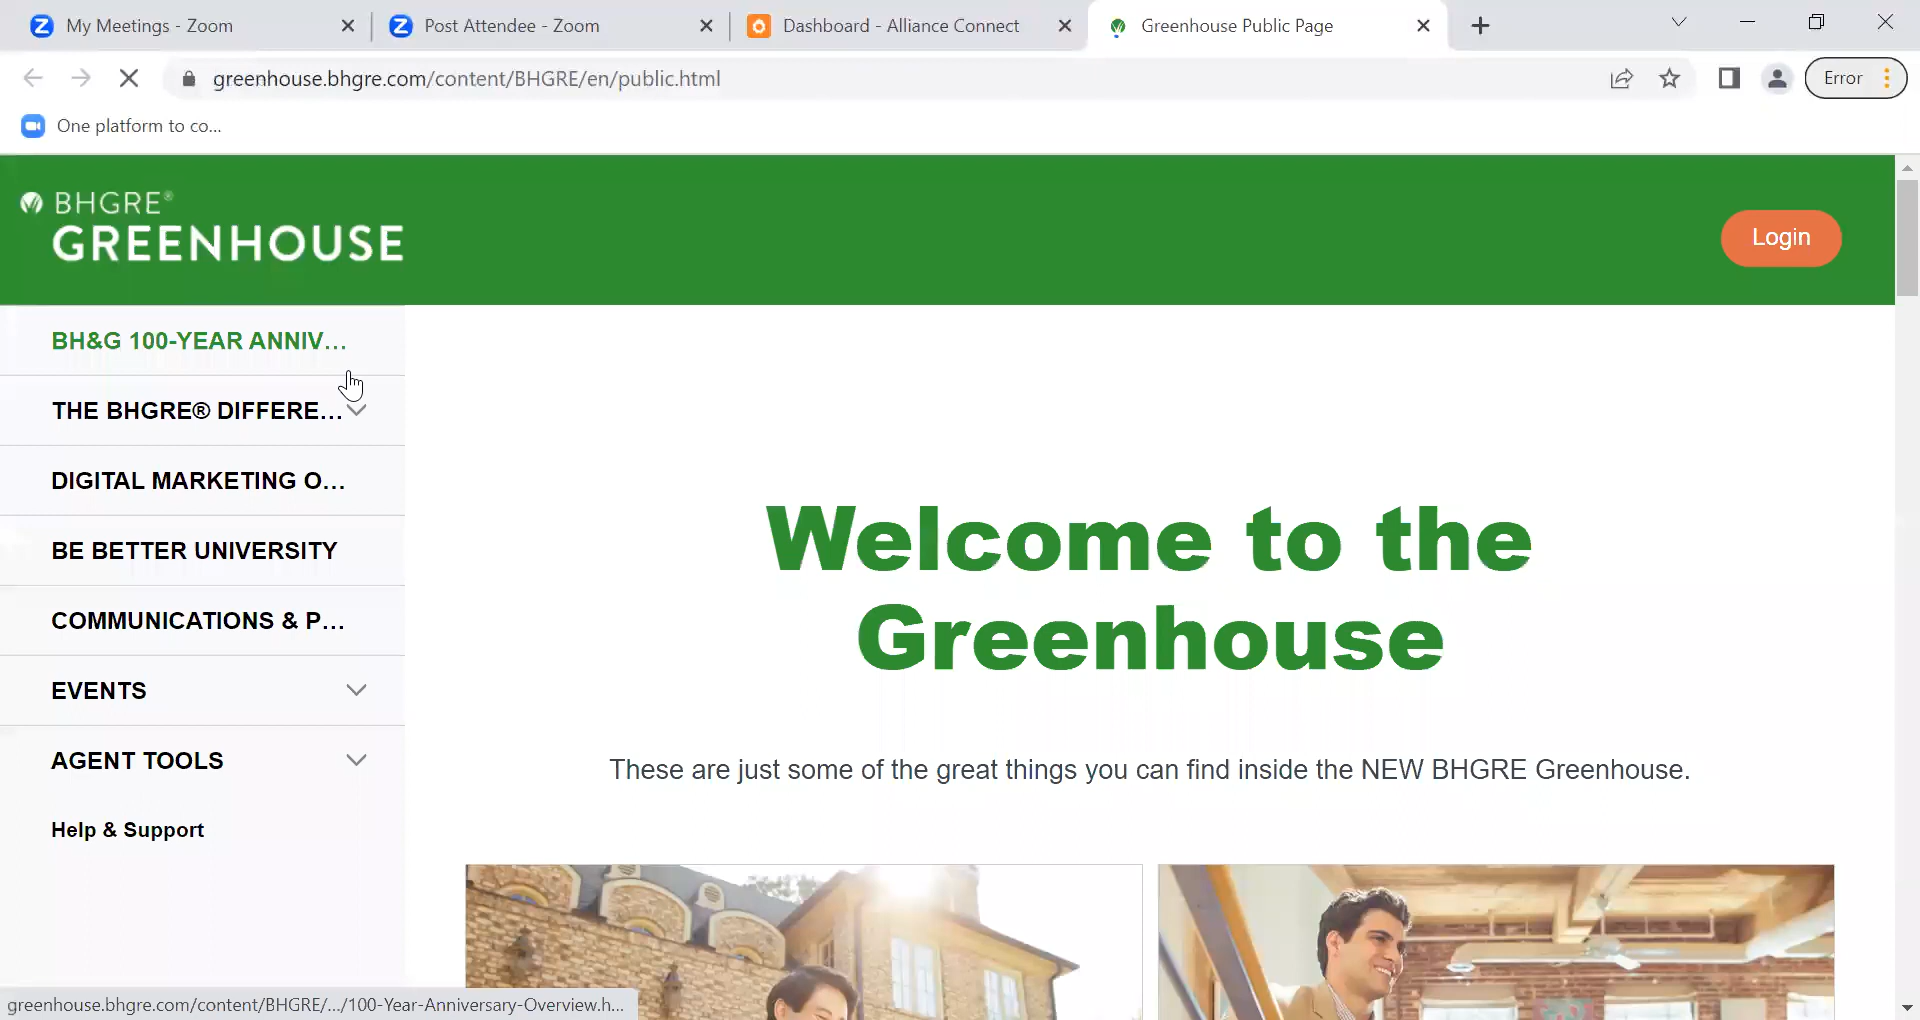 My Meetings - Zoom
Post Attendee - Zoom
Dashboard - Alliance Connect
Greenhouse Public Page
greenhouse.bhgre.com/content/BHGRE/en/public.html
Error
One platform to co...
BHGRE®
GREENHOUSE
Login
BH&G 100-YEAR ANNIV...
THE BHGRE® DIFFERE...
DIGITAL MARKETING O...
BE BETTER UNIVERSITY
COMMUNICATIONS & P...
EVENTS
AGENT TOOLS
Help & Support
Welcome to the
Greenhouse
These are just some of the great things you can find inside the NEW BHGRE Greenhouse.
greenhouse.bhgre.com/content/BHGRE/.../100-Year-Anniversary-Overview.h...